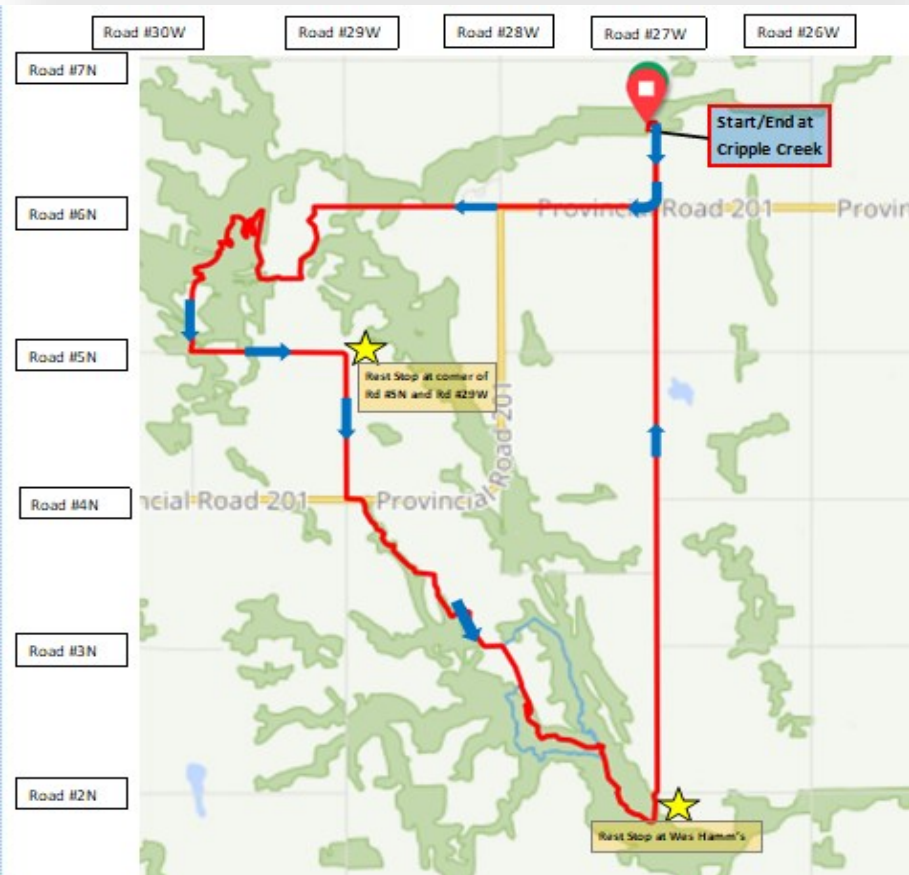 Road #30W
Road #29W
Road #28W
Road #27W
Road #26W
Road #7N
Start/End at
Cripple Creek
Road #6N
Provincial Road 201
Provin
Road #5N
Rest Stop at corner of
Rd #5N and Rd #29W
Provincial Road 201
Road #4N
ncial Road 201
Road #3N
Road #2N
Rest Stop at Wes Hamm's